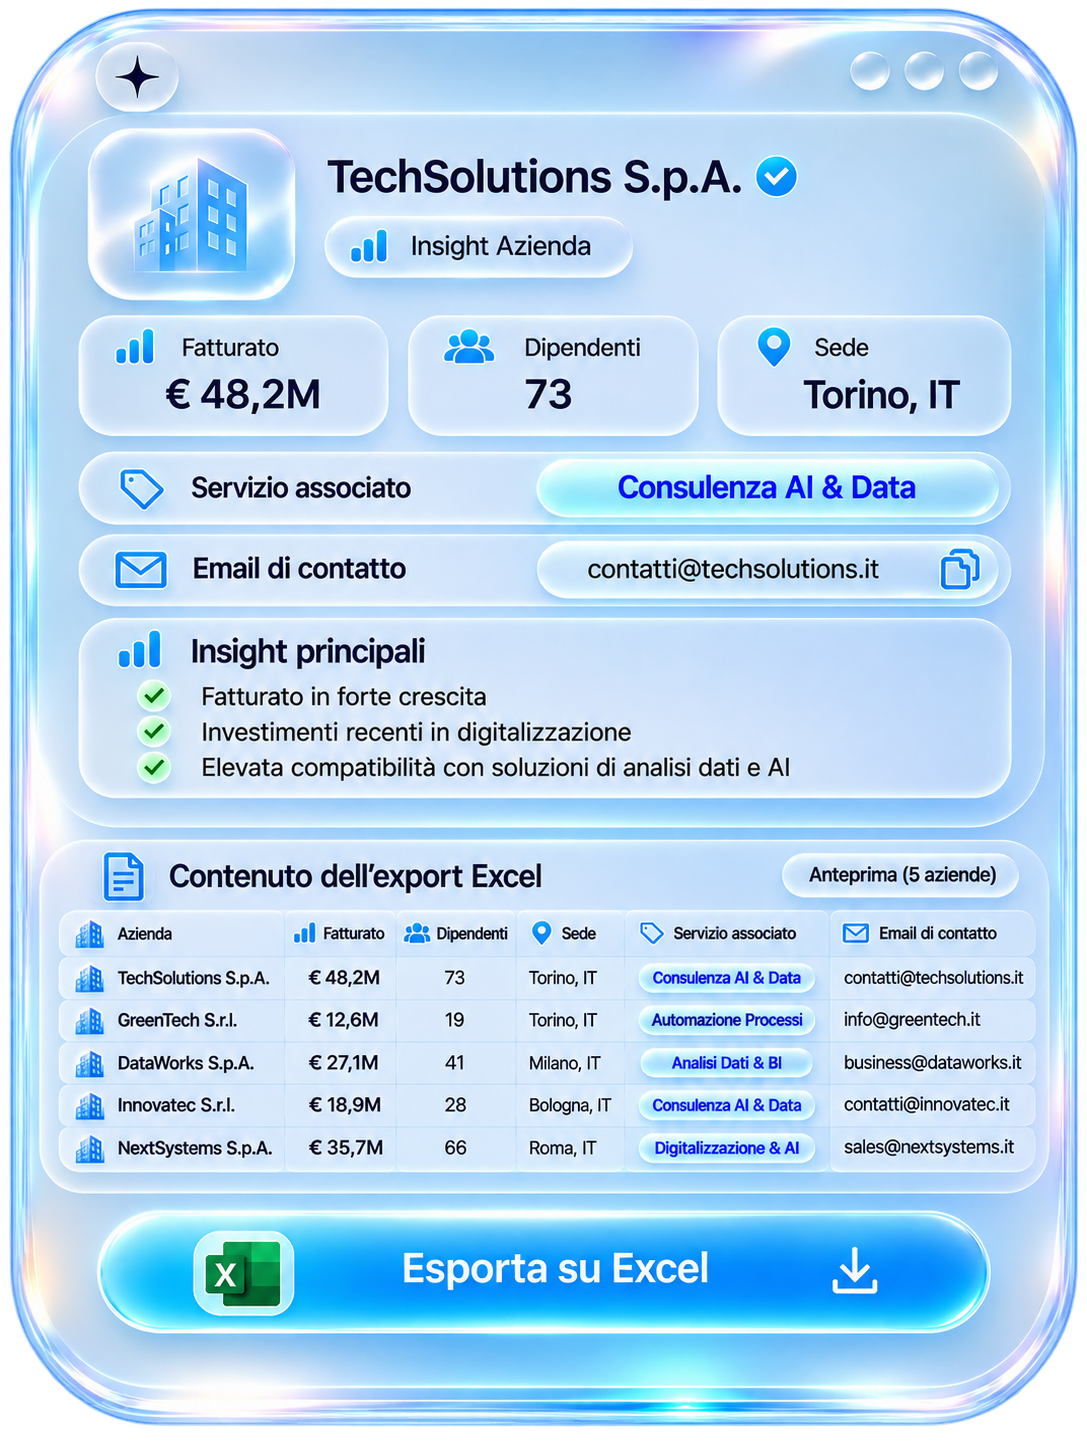 TechSolutions S.p.A.
Insight Azienda
Fatturato
€ 48,2M
Dipendenti
73
Sede
Torino, IT
Servizio associato
Consulenza AI & Data
Email di contatto
contatti@techsolutions.it
Insight principali
Fatturato in forte crescita
Investimenti recenti in digitalizzazione
Elevata compatibilità con soluzioni di analisi dati e AI
Contenuto dell’export Excel
Anteprima (5 aziende)
Azienda Fatturato Dipendenti Sede Servizio associato Email di contatto
TechSolutions S.p.A. € 48,2M 73 Torino, IT Consulenza AI & Data contatti@techsolutions.it
GreenTech S.r.l. € 12,6M 19 Torino, IT Automazione Processi info@greentech.it
DataWorks S.p.A. € 27,1M 41 Milano, IT Analisi Dati & BI business@dataworks.it
Innovatec S.r.l. € 18,9M 28 Bologna, IT Consulenza AI & Data contatti@innovatec.it
NextSystems S.p.A. € 35,7M 66 Roma, IT Digitalizzazione & AI sales@nextsystems.it
X
Esporta su Excel